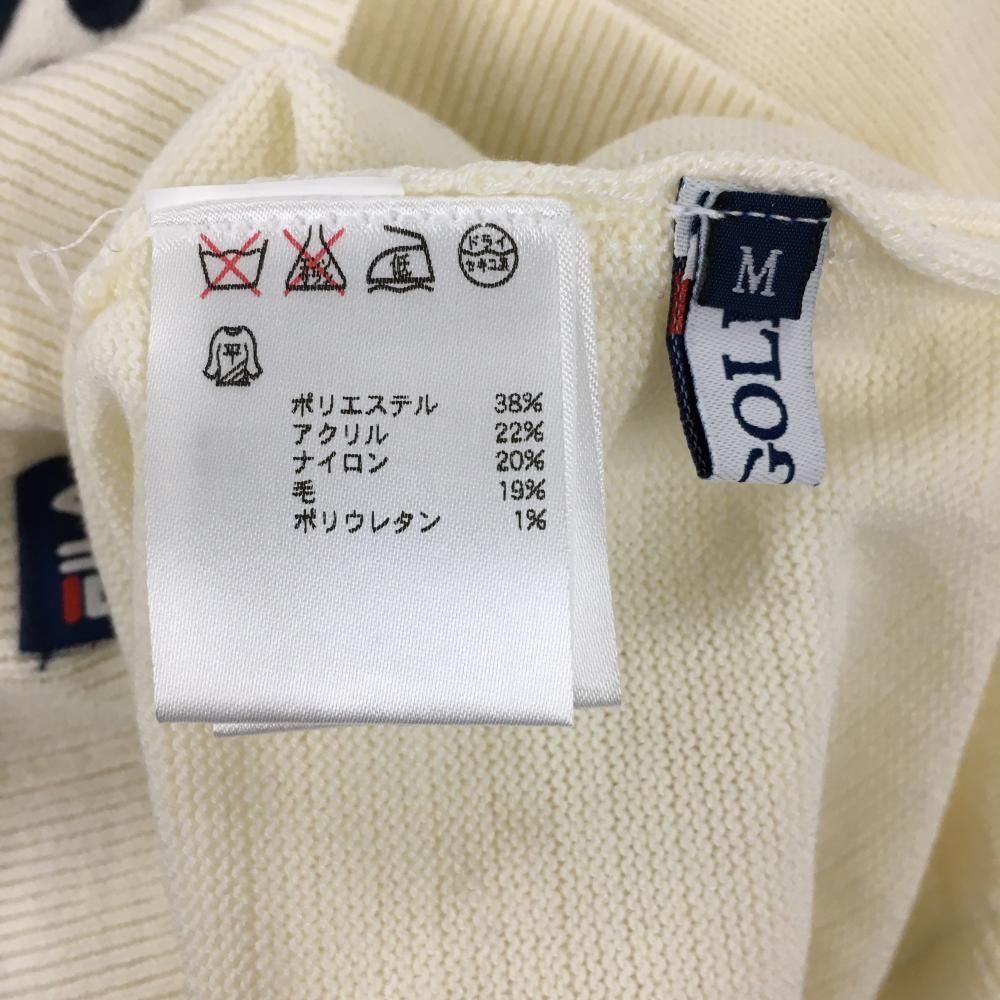 低
ドライ
セキユ系
平
ポリエステル 38%
アクリル 22%
ナイロン 20%
毛 19%
ポリウレタン 1%
M